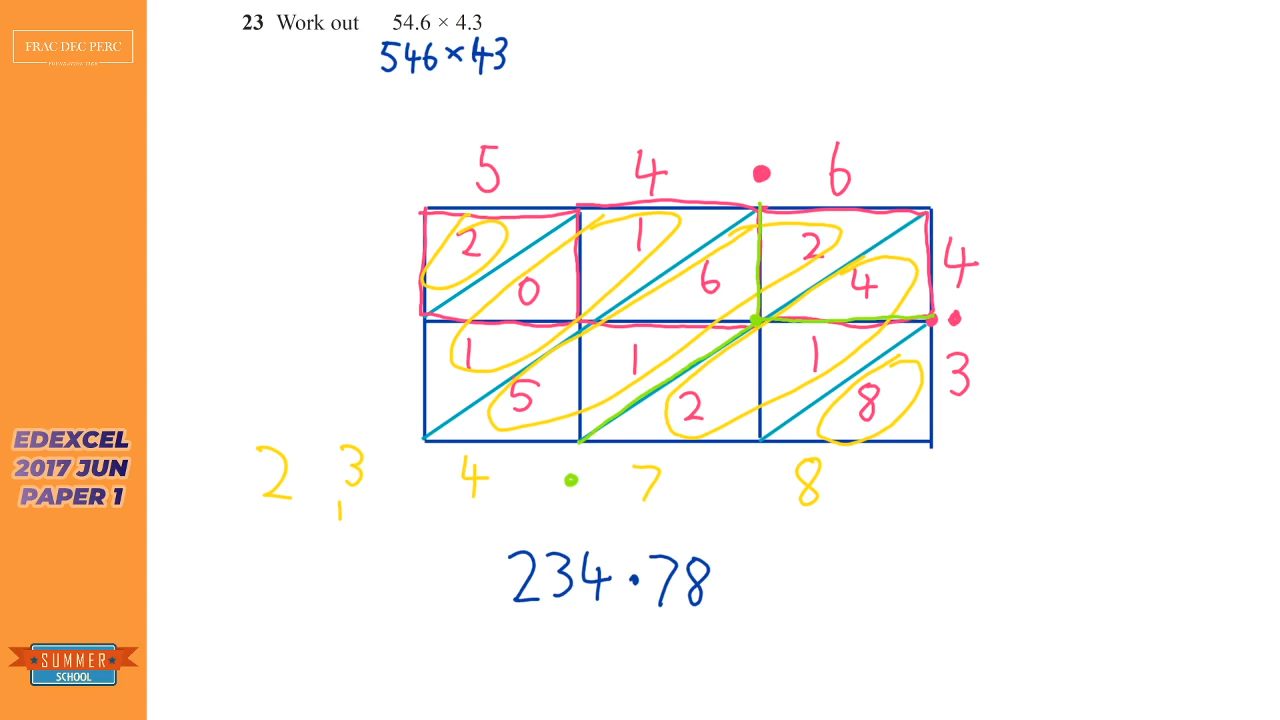 FRAC DEC PERC
FOUNDATION TIER
23 Work out 54.6 × 4.3
546 × 43
5 4 . 6
2 0 1 6 2 4 4
.
1 5 1 2 1 8 3
2 3 4 . 7 8
1
234.78
EDEXCEL
2017 JUN
PAPER 1
SUMMER
SCHOOL